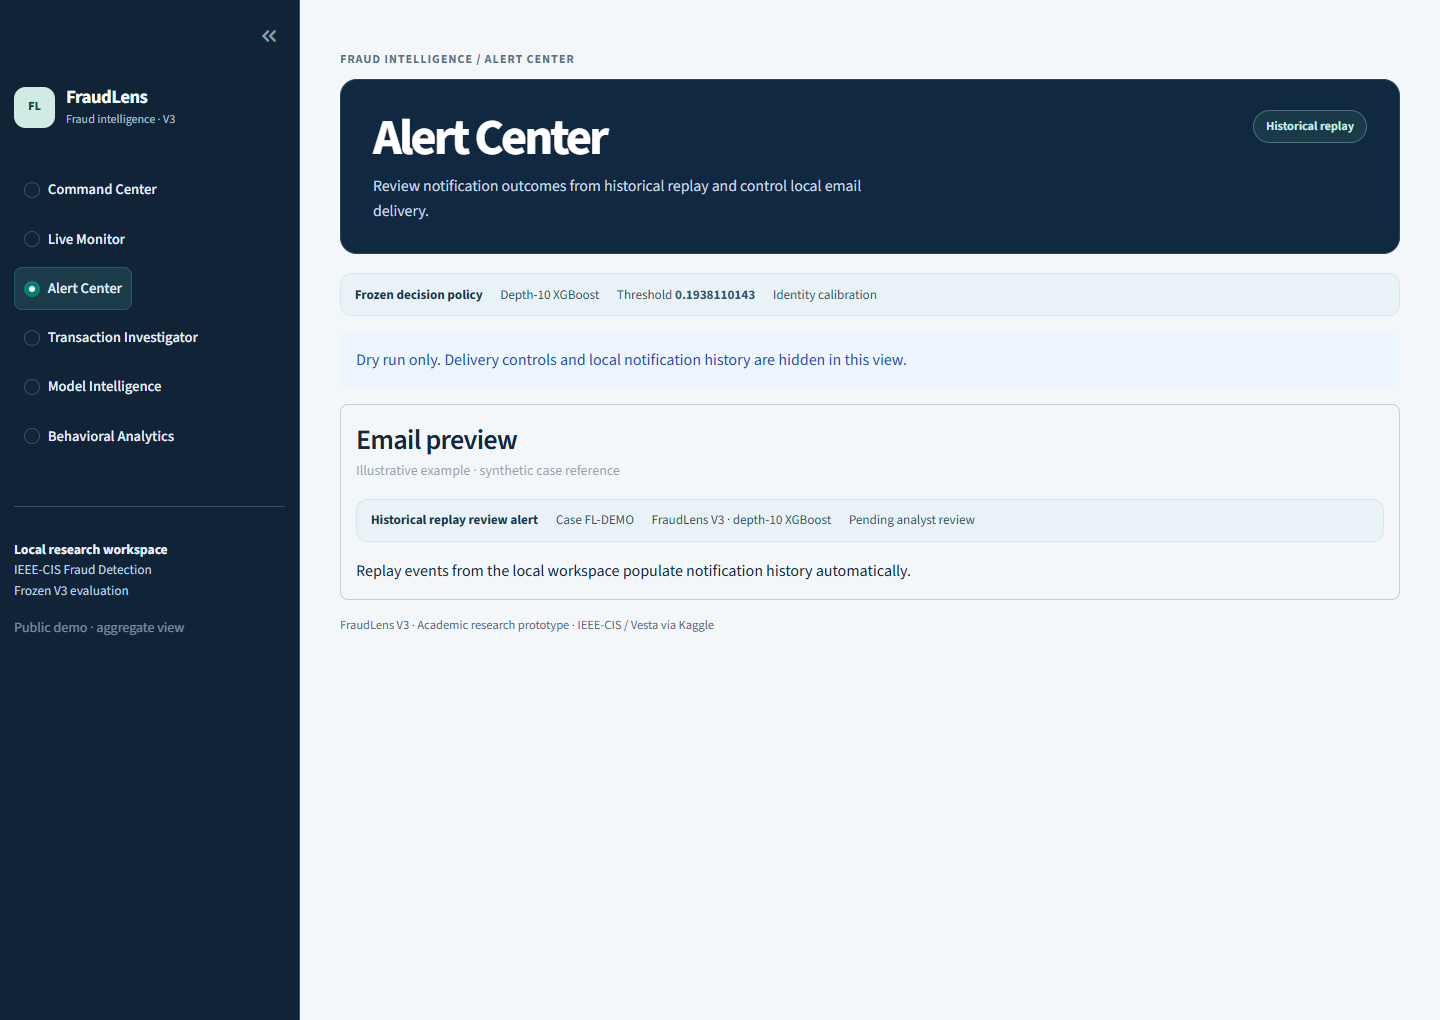 FL
FraudLens
Fraud intelligence · V3
Command Center
Live Monitor
Alert Center
Transaction Investigator
Model Intelligence
Behavioral Analytics
Local research workspace
IEEE-CIS Fraud Detection
Frozen V3 evaluation
Public demo · aggregate view
FRAUD INTELLIGENCE / ALERT CENTER
Alert Center
Historical replay
Review notification outcomes from historical replay and control local email
delivery.
Frozen decision policy Depth-10 XGBoost Threshold 0.1938110143 Identity calibration
Dry run only. Delivery controls and local notification history are hidden in this view.
Email preview
Illustrative example · synthetic case reference
Historical replay review alert Case FL-DEMO FraudLens V3 · depth-10 XGBoost Pending analyst review
Replay events from the local workspace populate notification history automatically.
FraudLens V3 · Academic research prototype · IEEE-CIS / Vesta via Kaggle